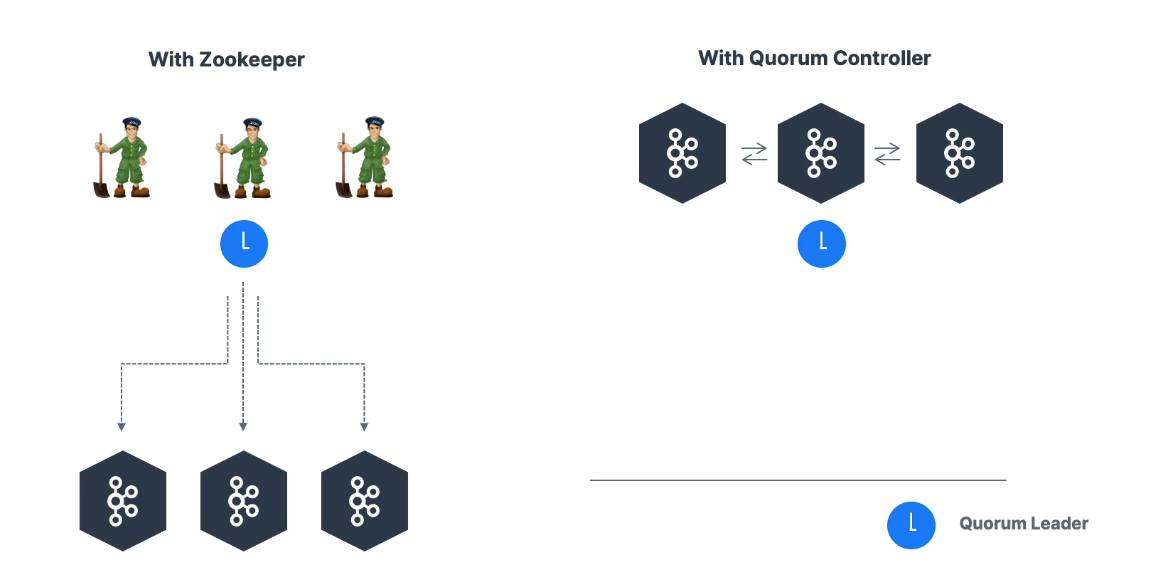 With Zookeeper
With Quorum Controller
L
L
L
Quorum Leader